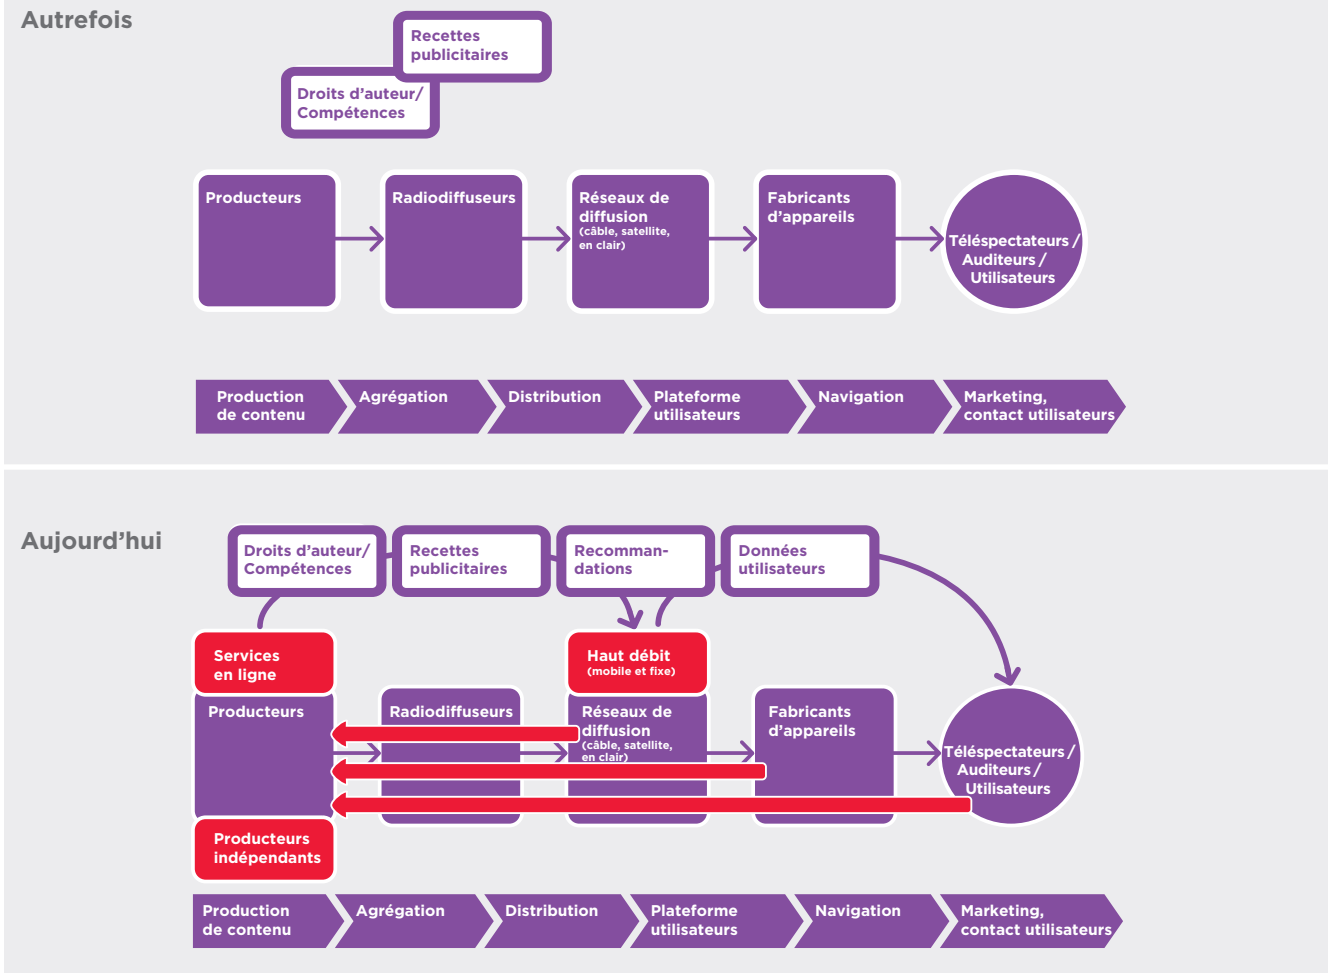 Autrefois
Recettes
publicitaires
Droits d'auteur/
Compétences
Producteurs
Radiodiffuseurs
Réseaux de
diffusion
(câble, satellite,
en clair)
Fabricants
d'appareils
Téléspectateurs /
Auditeurs /
Utilisateurs
Production
de contenu
Agrégation
Distribution
Plateforme
utilisateurs
Navigation
Marketing,
contact utilisateurs
Aujourd'hui
Droits d'auteur/
Compétences
Recettes
publicitaires
Recomman-
dations
Données
utilisateurs
Services
en ligne
Haut débit
(mobile et fixe)
Producteurs
Radiodiffuseurs
Réseaux de
diffusion
(câble, satellite,
en clair)
Fabricants
d'appareils
Téléspectateurs /
Auditeurs /
Utilisateurs
Producteurs
indépendants
Production
de contenu
Agrégation
Distribution
Plateforme
utilisateurs
Navigation
Marketing,
contact utilisateurs